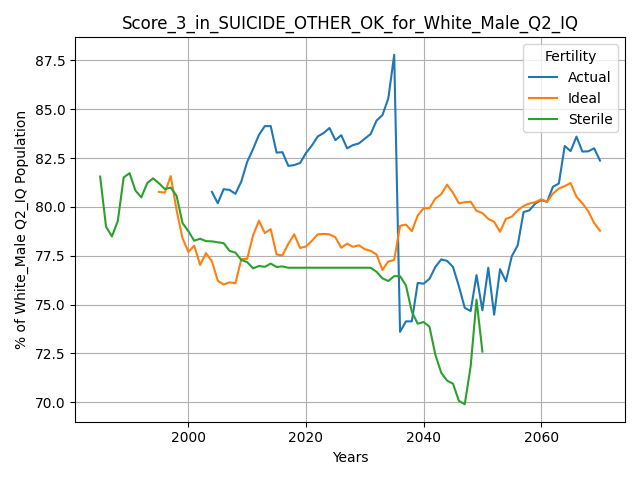 Score_3_in_SUICIDE_OTHER_OK_for_White_Male_Q2_IQ
% of White_Male Q2_IQ Population
87.5
85.0
82.5
80.0
77.5
75.0
72.5
70.0
Fertility
Actual
Ideal
Sterile
2000
2020
2040
2060
Years